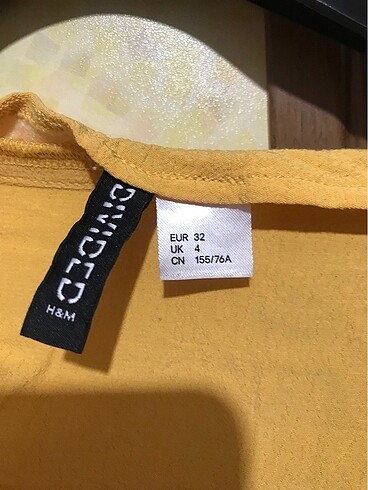 DIVIDED
H&M
EUR 32
UK 4
CN 155/76A